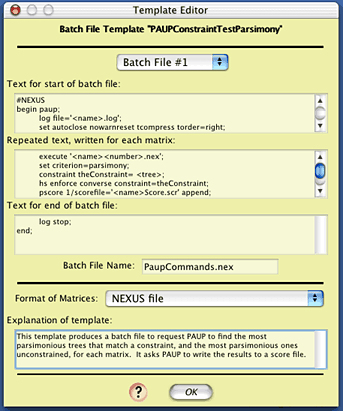 Template Editor
Batch File Template "PAUPConstraintTestParsimony"
Batch File #1
Text for start of batch file:
#NEXUS
begin paup;
log file='<name>.log';
set autoclose nowarnreset tcompress torder=right;
Repeated text, written for each matrix:
execute '<name><number>.nex';
set criterion=parsimony;
constraint theConstraint= <tree>;
hs enforce converse constraint=theConstraint;
pscore 1/scorefile='<name>Score.scr' append;
Text for end of batch file:
log stop;
end;
Batch File Name: PaupCommands.nex
Format of Matrices: NEXUS file
Explanation of template:
This template produces a batch file to request PAUP to find the most
parsimonious trees that match a constraint, and the most parsimonious ones
unconstrained, for each matrix. It asks PAUP to write the results to a score file.
? OK